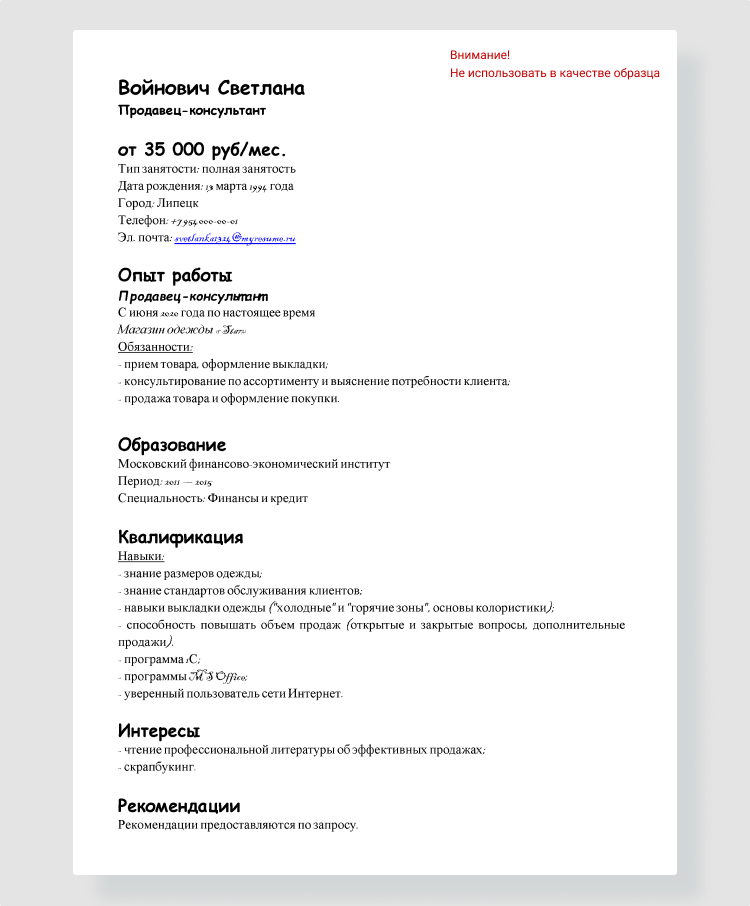 Внимание!
Не использовать в качестве образца
Войнович Светлана
Продавец-консультант
от 35 000 руб/мес.
Тип занятости: полная занятость
Дата рождения: 13 марта 1994 года
Город: Липецк
Телефон: +7 954 000-00-01
Эл. почта: svetlanka1324@myresume.ru
Опыт работы
Продавец-консультант
С июня 2020 года по настоящее время
Магазин одежды «Stars»
Обязанности:
- прием товара, оформление выкладки;
- консультирование по ассортименту и выяснение потребности клиента;
- продажа товара и оформление покупки.
Образование
Московский финансово-экономический институт
Период: 2011 — 2015
Специальность: Финансы и кредит
Квалификация
Навыки:
- знание размеров одежды;
- знание стандартов обслуживания клиентов;
- навыки выкладки одежды ("холодные" и "горячие зоны", основы колористики);
- способность повышать объем продаж (открытые и закрытые вопросы, дополнительные
продажи).
- программа 1С;
- программы MS Office;
- уверенный пользователь сети Интернет.
Интересы
- чтение профессиональной литературы об эффективных продажах;
- скрапбукинг.
Рекомендации
Рекомендации предоставляются по запросу.